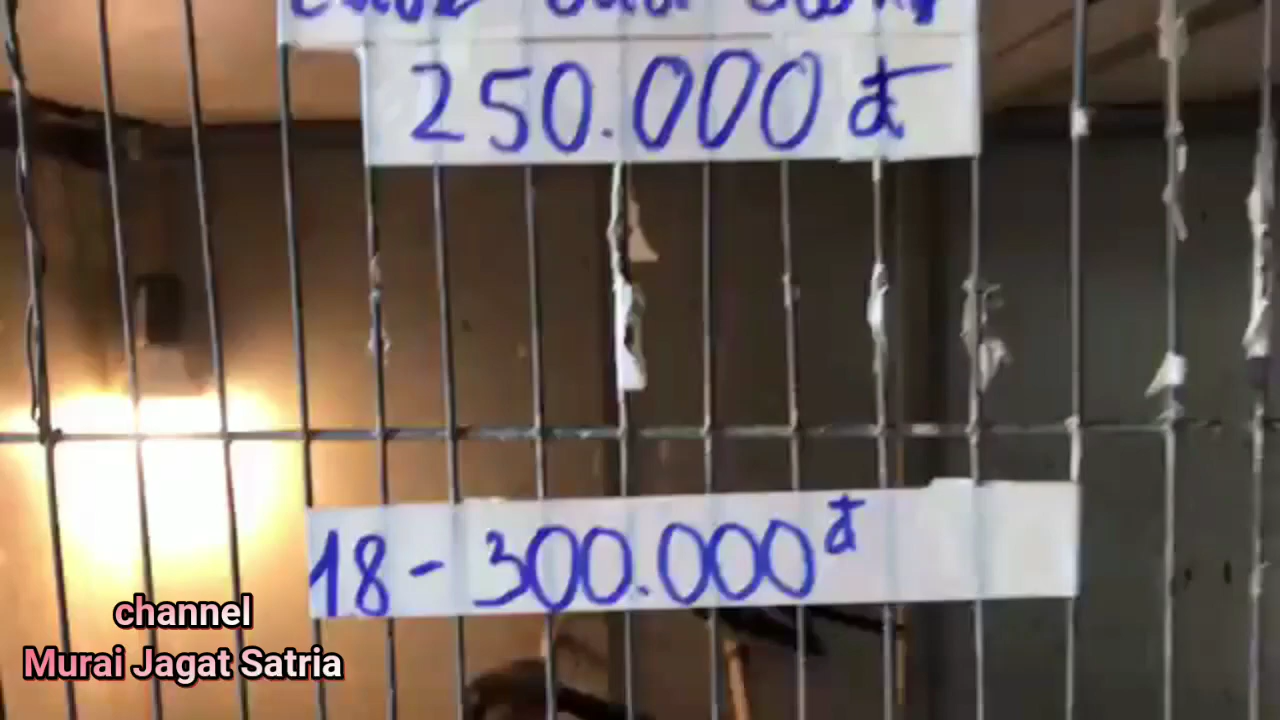 250.000 đ
18 - 300.000 đ
channel
Murai Jagat Satria